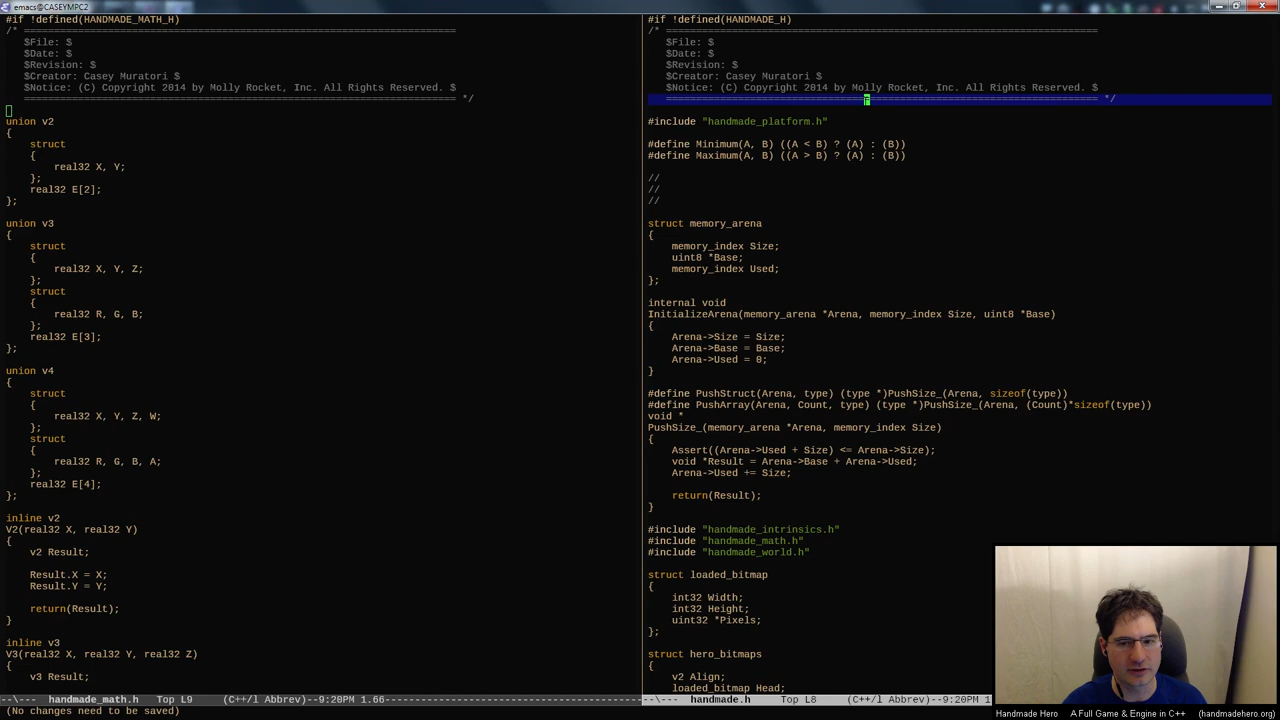 emacs@CASEYMPC2
#if !defined(HANDMADE_MATH_H)
/* ========================================================================
   $File: $
   $Date: $
   $Revision: $
   $Creator: Casey Muratori $
   $Notice: (C) Copyright 2014 by Molly Rocket, Inc. All Rights Reserved. $
   ======================================================================== */
union v2
{
    struct
    {
        real32 X, Y;
    };
    real32 E[2];
};
union v3
{
    struct
    {
        real32 X, Y, Z;
    };
    struct
    {
        real32 R, G, B;
    };
    real32 E[3];
};
union v4
{
    struct
    {
        real32 X, Y, Z, W;
    };
    struct
    {
        real32 R, G, B, A;
    };
    real32 E[4];
};
inline v2
V2(real32 X, real32 Y)
{
    v2 Result;
    Result.X = X;
    Result.Y = Y;
    return(Result);
}
inline v3
V3(real32 X, real32 Y, real32 Z)
{
    v3 Result;
--\---  handmade_math.h   Top L9     (C++/l Abbrev)--9:20PM 1.66
(No changes need to be saved)
#if !defined(HANDMADE_H)
/* ========================================================================
   $File: $
   $Date: $
   $Revision: $
   $Creator: Casey Muratori $
   $Notice: (C) Copyright 2014 by Molly Rocket, Inc. All Rights Reserved. $
   ======================================================================== */
#include "handmade_platform.h"
#define Minimum(A, B) ((A < B) ? (A) : (B))
#define Maximum(A, B) ((A > B) ? (A) : (B))
//
//
//
struct memory_arena
{
    memory_index Size;
    uint8 *Base;
    memory_index Used;
};
internal void
InitializeArena(memory_arena *Arena, memory_index Size, uint8 *Base)
{
    Arena->Size = Size;
    Arena->Base = Base;
    Arena->Used = 0;
}
#define PushStruct(Arena, type) (type *)PushSize_(Arena, sizeof(type))
#define PushArray(Arena, Count, type) (type *)PushSize_(Arena, (Count)*sizeof(type))
void *
PushSize_(memory_arena *Arena, memory_index Size)
{
    Assert((Arena->Used + Size) <= Arena->Size);
    void *Result = Arena->Base + Arena->Used;
    Arena->Used += Size;
    return(Result);
}
#include "handmade_intrinsics.h"
#include "handmade_math.h"
#include "handmade_world.h"
struct loaded_bitmap
{
    int32 Width;
    int32 Height;
    uint32 *Pixels;
};
struct hero_bitmaps
{
    v2 Align;
    loaded_bitmap Head;
--\---  handmade.h     Top L8     (C++/l Abbrev)--9:20PM 1
Handmade Hero   A Full Game & Engine in C++   (handmadehero.org)